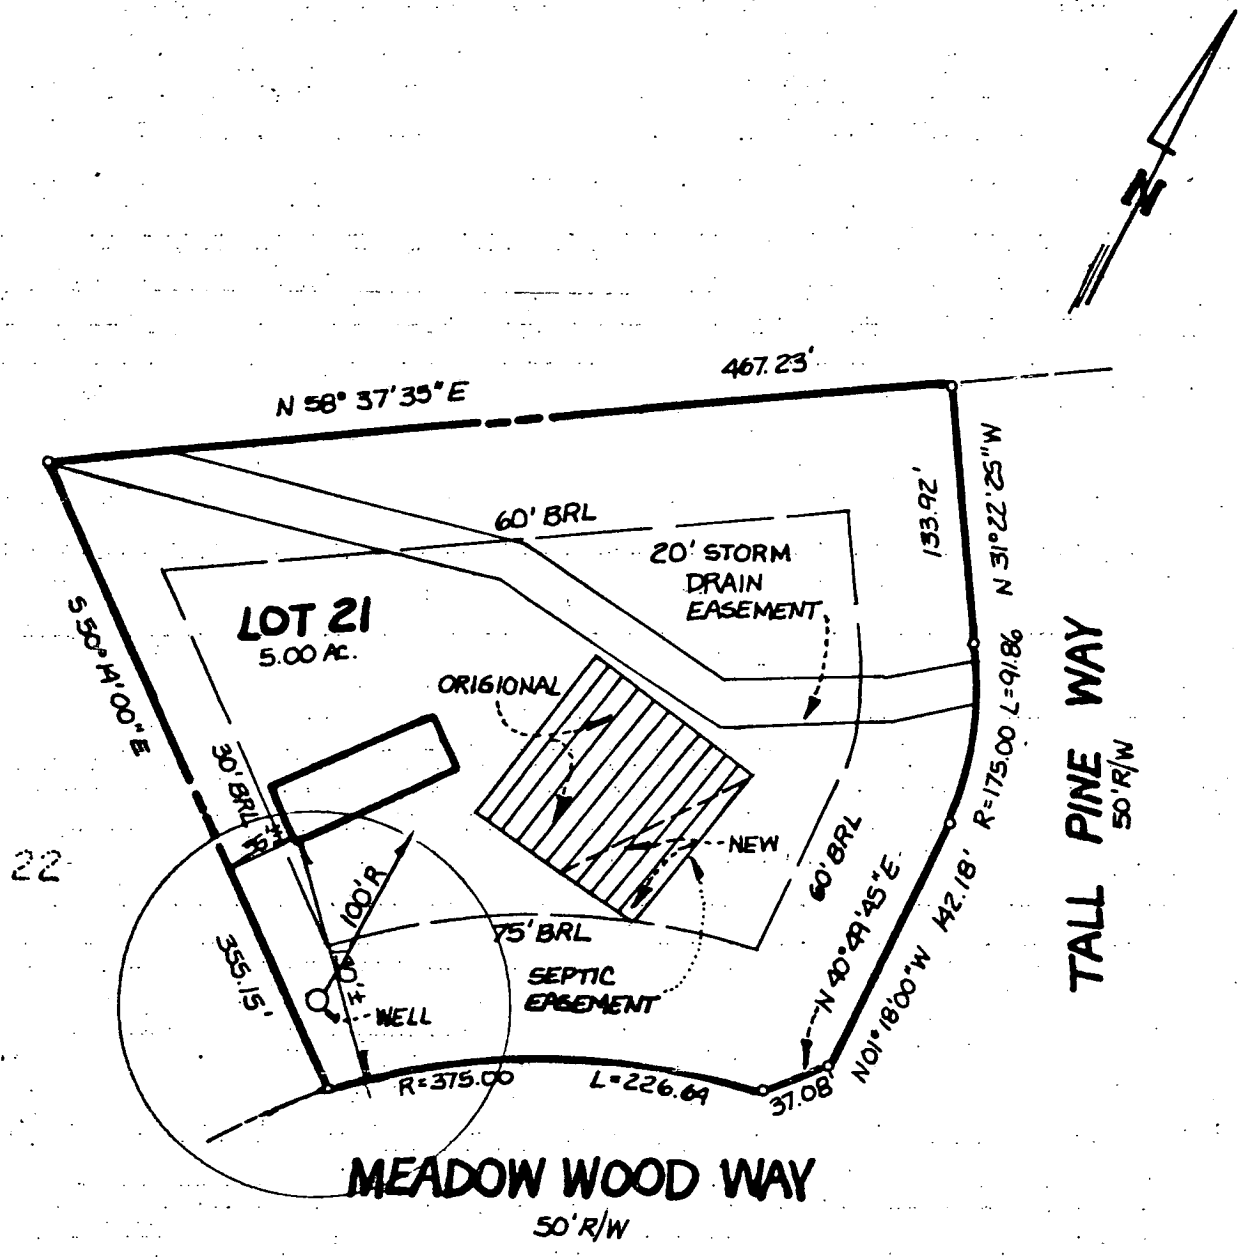 N
467.23'
N 58° 37' 35" E
N 31° 22' 25" W
133.92'
60' BRL
20' STORM
DRAIN
EASEMENT
LOT 21
5.00 AC.
S 50° 14' 00" E
ORIGIONAL
30' BRL
R=175.00 L=91.86
TALL PINE WAY
50' R/W
22
NEW
60' BRL
100' R
N 40° 49' 45" E
142.18'
N 01° 18' 00" W
75' BRL
355.15'
SEPTIC
EASEMENT
WELL
R=375.00
L=226.64
37.08'
MEADOW WOOD WAY
50' R/W